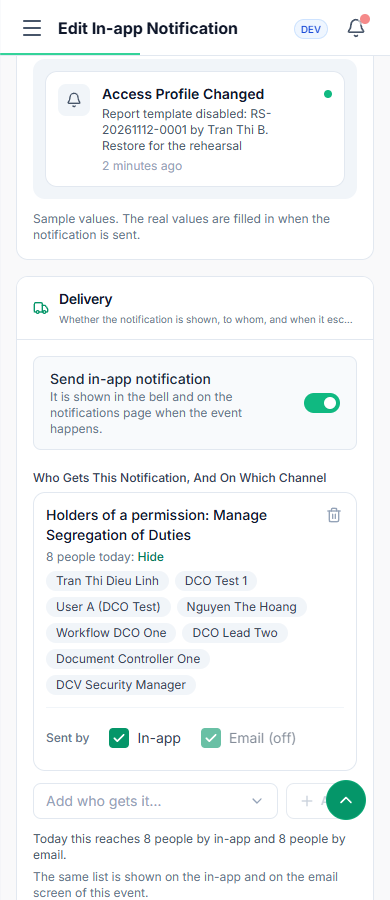 Edit In-app Notification
DEV
Access Profile Changed
Report template disabled: RS-
20261112-0001 by Tran Thi B.
Restore for the rehearsal
2 minutes ago
Sample values. The real values are filled in when the
notification is sent.
Delivery
Whether the notification is shown, to whom, and when it esc...
Send in-app notification
It is shown in the bell and on the
notifications page when the event
happens.
Who Gets This Notification, And On Which Channel
Holders of a permission: Manage
Segregation of Duties
8 people today: Hide
Tran Thi Dieu Linh
DCO Test 1
User A (DCO Test)
Nguyen The Hoang
Workflow DCO One
DCO Lead Two
Document Controller One
DCV Security Manager
Sent by
In-app
Email (off)
Add who gets it...
Today this reaches 8 people by in-app and 8 people by
email.
The same list is shown on the in-app and on the email
screen of this event.